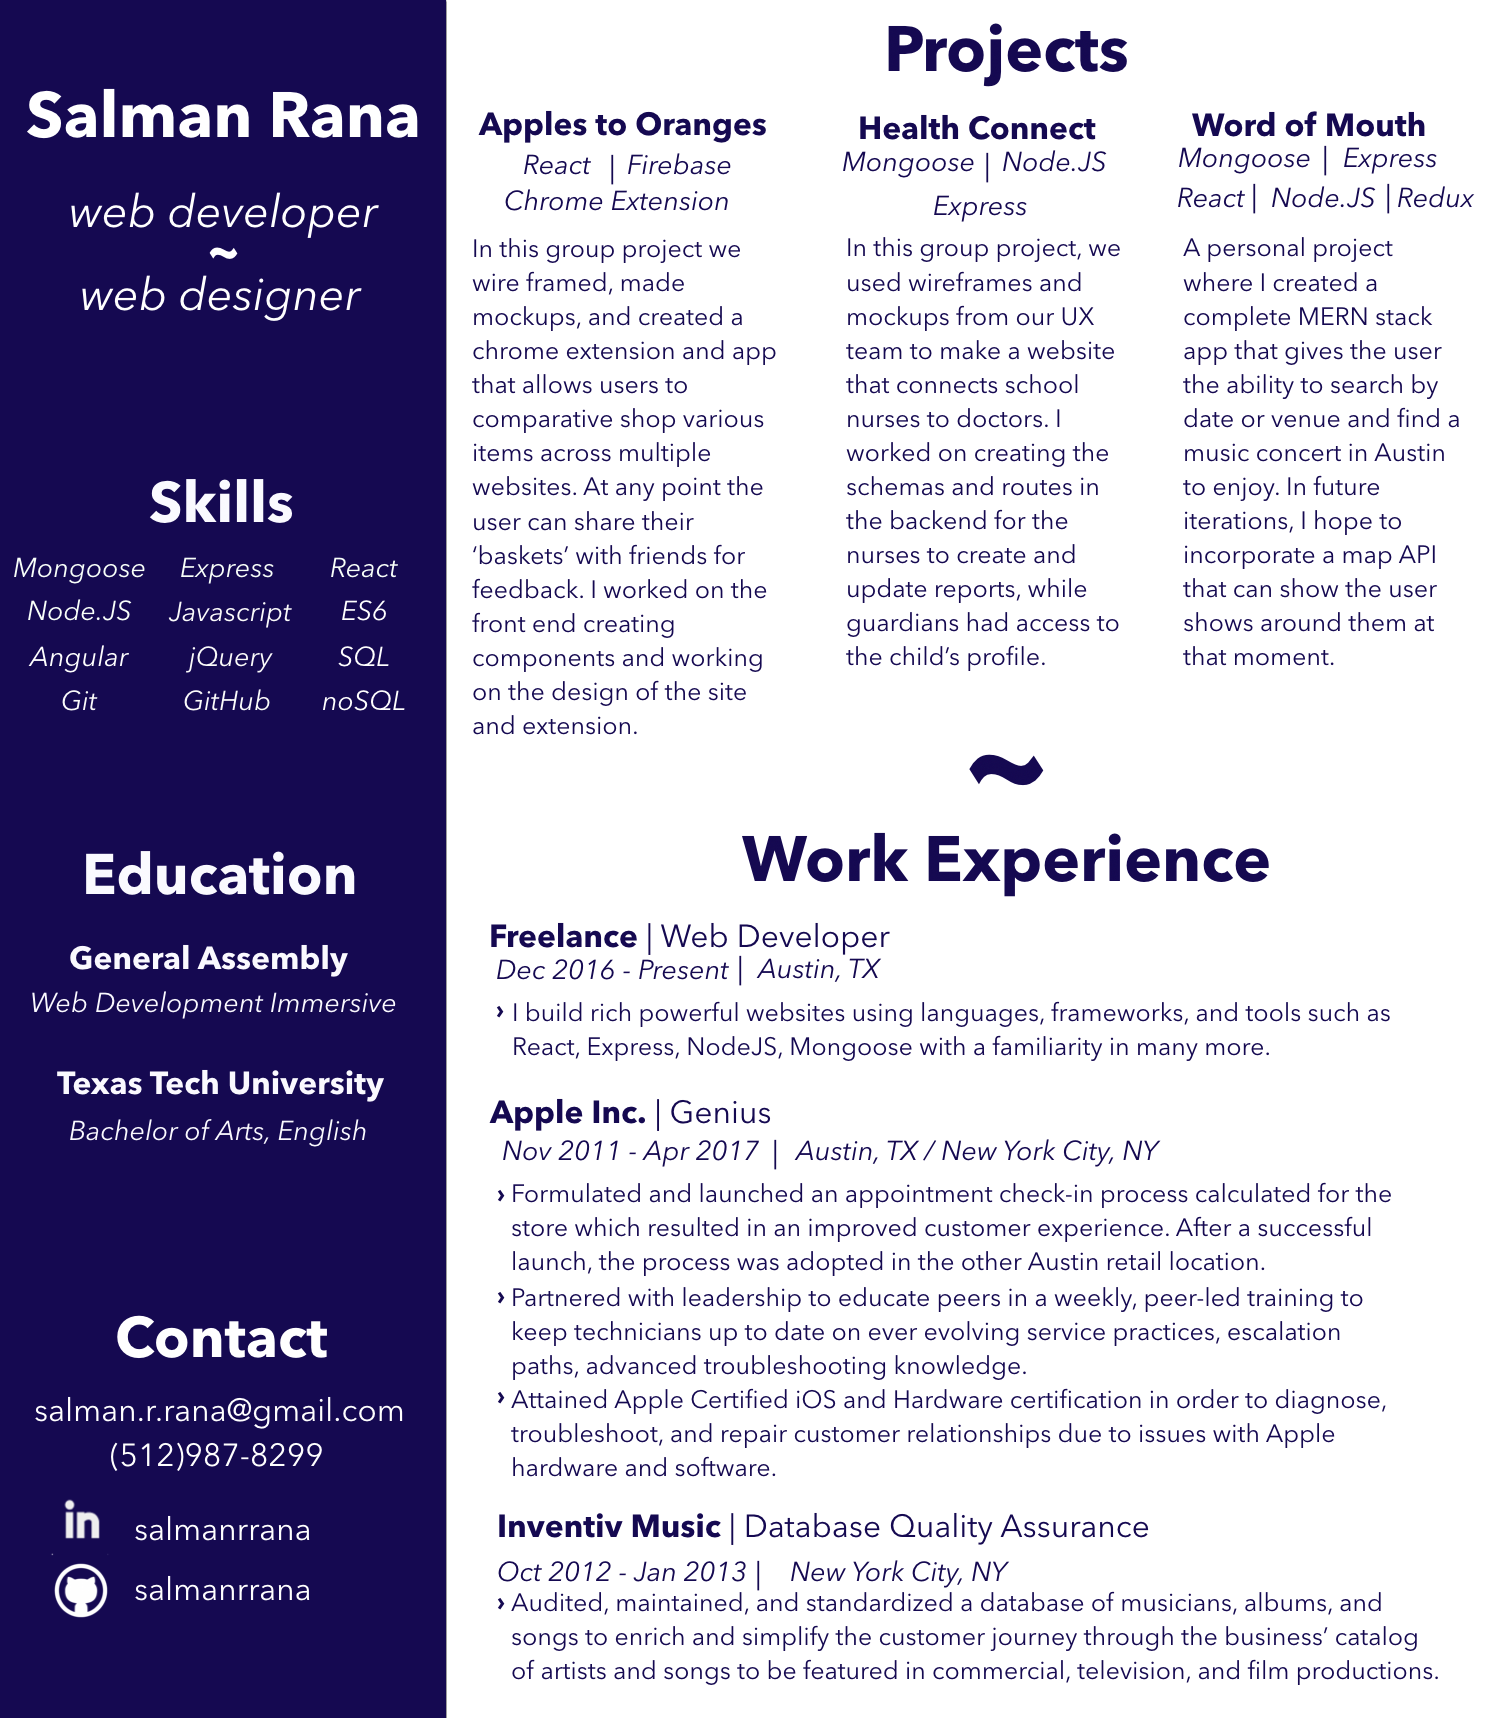 Salman Rana
web developer
~
web designer
Skills
Mongoose Express React
Node.JS Javascript ES6
Angular jQuery SQL
Git GitHub noSQL
Education
General Assembly
Web Development Immersive
Texas Tech University
Bachelor of Arts, English
Contact
salman.r.rana@gmail.com
(512)987-8299
in salmanrrana
salmanrrana
Projects
Apples to Oranges
React | Firebase
Chrome Extension
In this group project we
wire framed, made
mockups, and created a
chrome extension and app
that allows users to
comparative shop various
items across multiple
websites. At any point the
user can share their
‘baskets’ with friends for
feedback. I worked on the
front end creating
components and working
on the design of the site
and extension.
Health Connect
Mongoose | Node.JS
Express
In this group project, we
used wireframes and
mockups from our UX
team to make a website
that connects school
nurses to doctors. I
worked on creating the
schemas and routes in
the backend for the
nurses to create and
update reports, while
guardians had access to
the child’s profile.
Word of Mouth
Mongoose | Express
React | Node.JS | Redux
A personal project
where I created a
complete MERN stack
app that gives the user
the ability to search by
date or venue and find a
music concert in Austin
to enjoy. In future
iterations, I hope to
incorporate a map API
that can show the user
shows around them at
that moment.
~
Work Experience
Freelance | Web Developer
Dec 2016 - Present | Austin, TX
› I build rich powerful websites using languages, frameworks, and tools such as
React, Express, NodeJS, Mongoose with a familiarity in many more.
Apple Inc. | Genius
Nov 2011 - Apr 2017 | Austin, TX / New York City, NY
› Formulated and launched an appointment check-in process calculated for the
store which resulted in an improved customer experience. After a successful
launch, the process was adopted in the other Austin retail location.
› Partnered with leadership to educate peers in a weekly, peer-led training to
keep technicians up to date on ever evolving service practices, escalation
paths, advanced troubleshooting knowledge.
› Attained Apple Certified iOS and Hardware certification in order to diagnose,
troubleshoot, and repair customer relationships due to issues with Apple
hardware and software.
Inventiv Music | Database Quality Assurance
Oct 2012 - Jan 2013 | New York City, NY
› Audited, maintained, and standardized a database of musicians, albums, and
songs to enrich and simplify the customer journey through the business’ catalog
of artists and songs to be featured in commercial, television, and film productions.